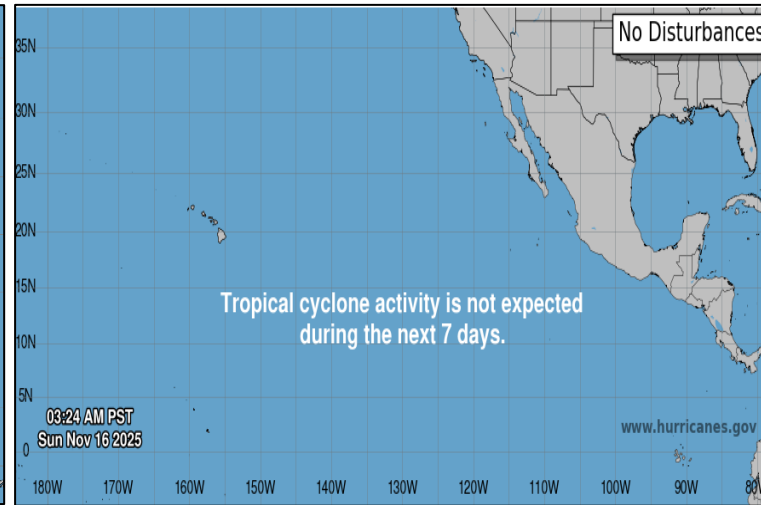 No Disturbances
35N
30N
25N
20N
15N
Tropical cyclone activity is not expected
during the next 7 days.
10N
5N
03:24 AM PST
Sun Nov 16 2025
www.hurricanes.gov
0
180W 170W 160W 150W 140W 130W 120W 110W 100W 90W 80W